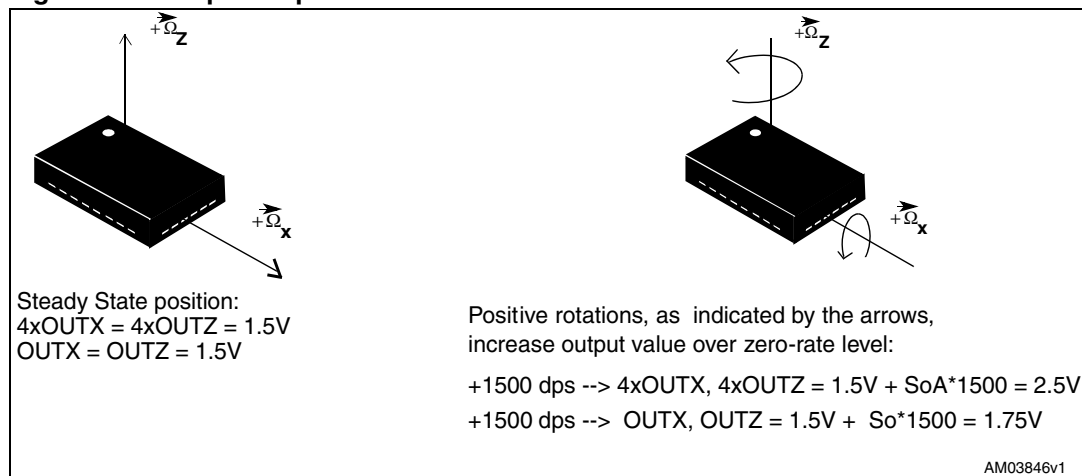 +Ω Z
+Ω x
Steady State position:
4xOUTX = 4xOUTZ = 1.5V
OUTX = OUTZ = 1.5V
+Ω Z
+Ω x
Positive rotations, as indicated by the arrows,
increase output value over zero-rate level:
+1500 dps --> 4xOUTX, 4xOUTZ = 1.5V + SoA*1500 = 2.5V
+1500 dps --> OUTX, OUTZ = 1.5V + So*1500 = 1.75V
AM03846v1